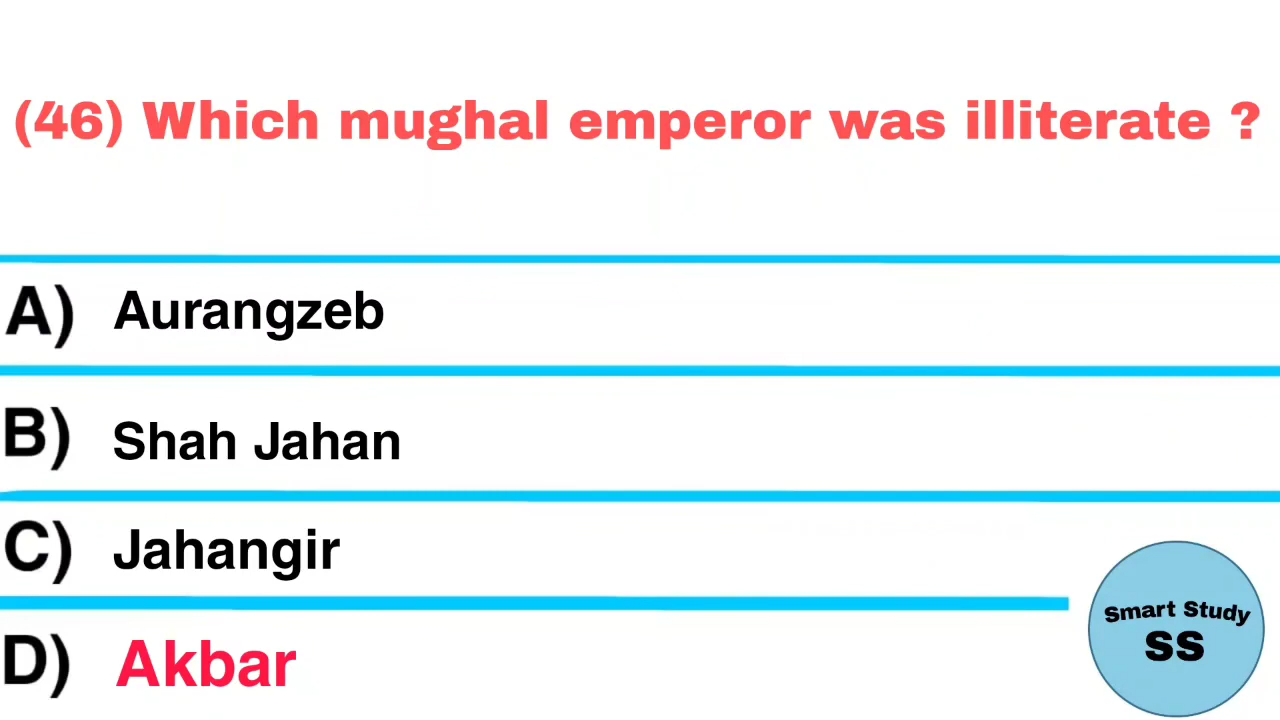 (46) Which mughal emperor was illiterate ?
A) Aurangzeb
B) Shah Jahan
C) Jahangir
D) Akbar
Smart Study
SS